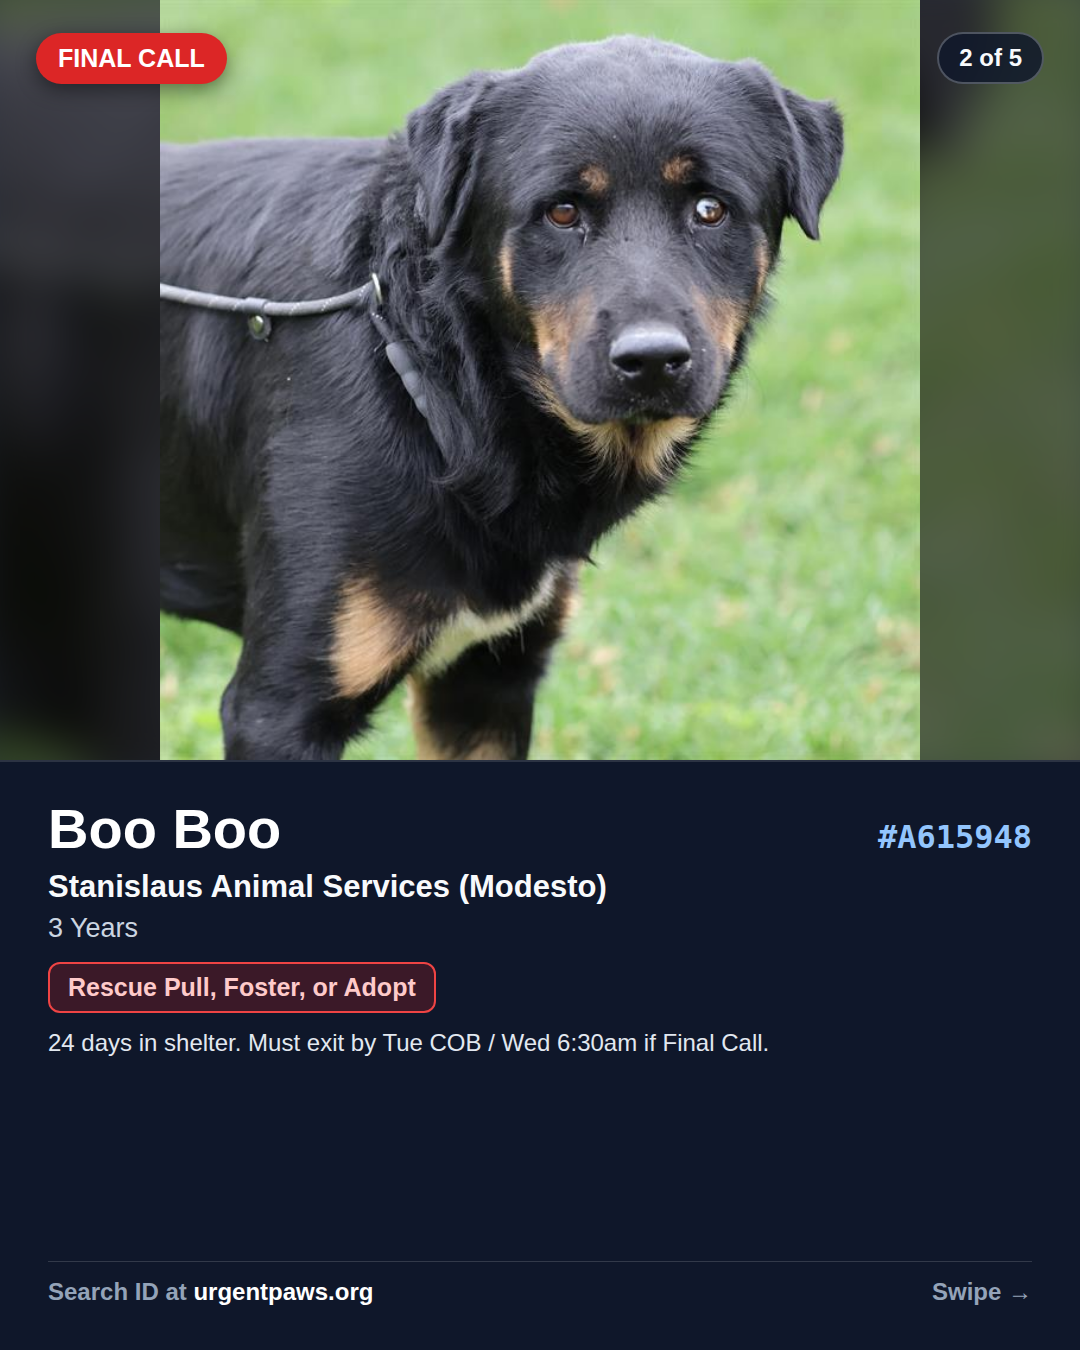 FINAL CALL
2 of 5
Boo Boo
#A615948
Stanislaus Animal Services (Modesto)
3 Years
Rescue Pull, Foster, or Adopt
24 days in shelter. Must exit by Tue COB / Wed 6:30am if Final Call.
Search ID at urgentpaws.org
Swipe →